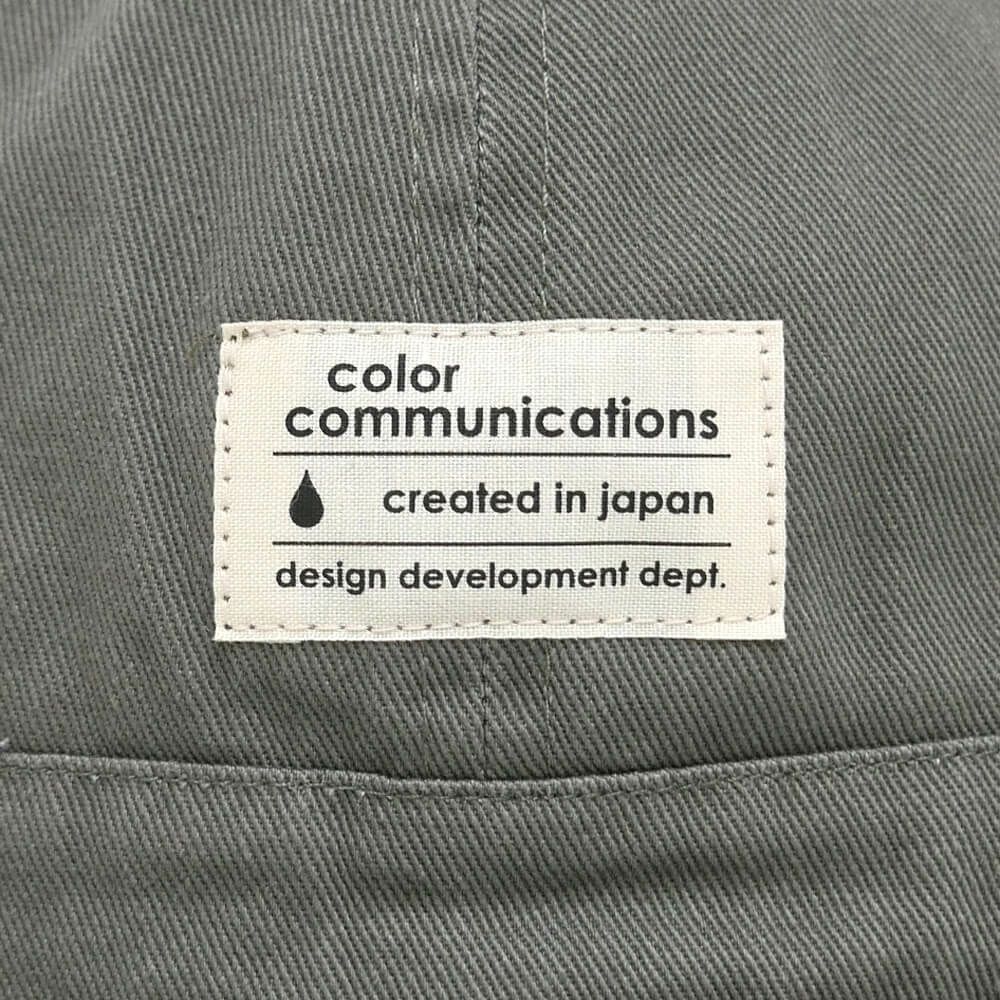 color
communications
created in japan
design development dept.